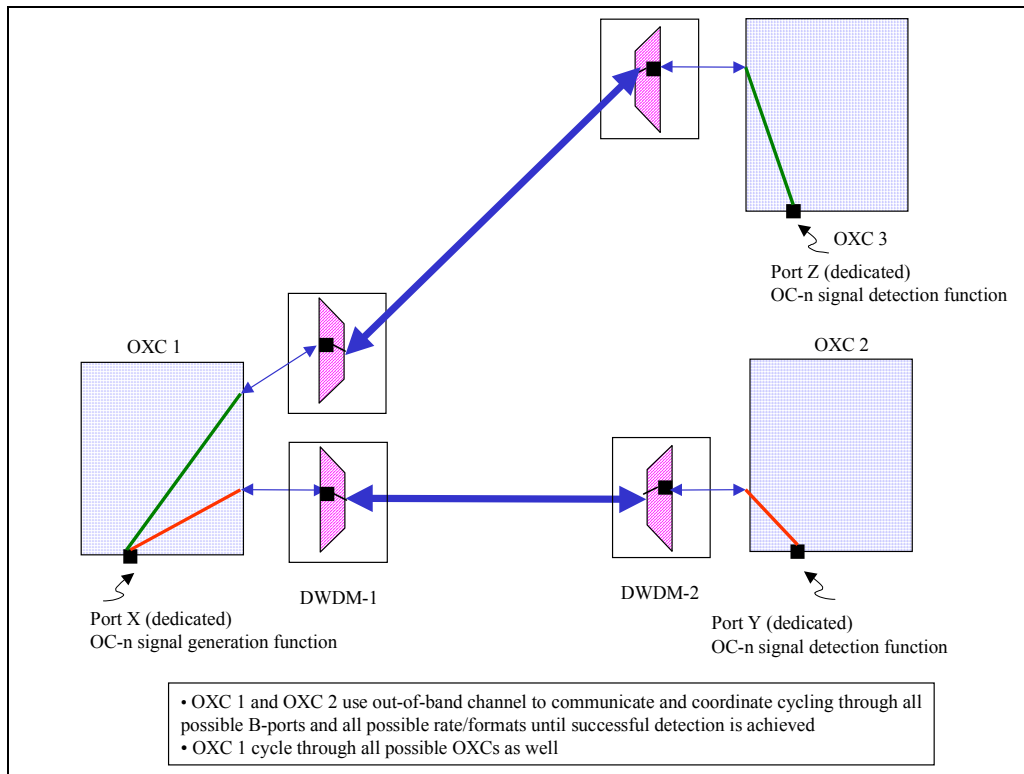 OXC 3
Port Z (dedicated)
OC-n signal detection function
OXC 1
OXC 2
DWDM-1
DWDM-2
Port X (dedicated)
OC-n signal generation function
Port Y (dedicated)
OC-n signal detection function
• OXC 1 and OXC 2 use out-of-band channel to communicate and coordinate cycling through all
possible B-ports and all possible rate/formats until successful detection is achieved
• OXC 1 cycle through all possible OXCs as well